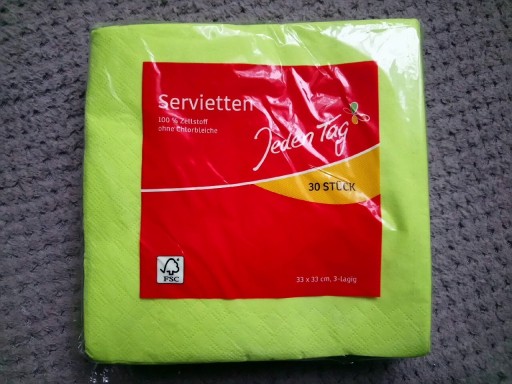 Servietten
100 % Zellstoff
ohne Chlorbleiche
Jeden Tag
30 STÜCK
FSC
33 x 33 cm, 3-Lagig